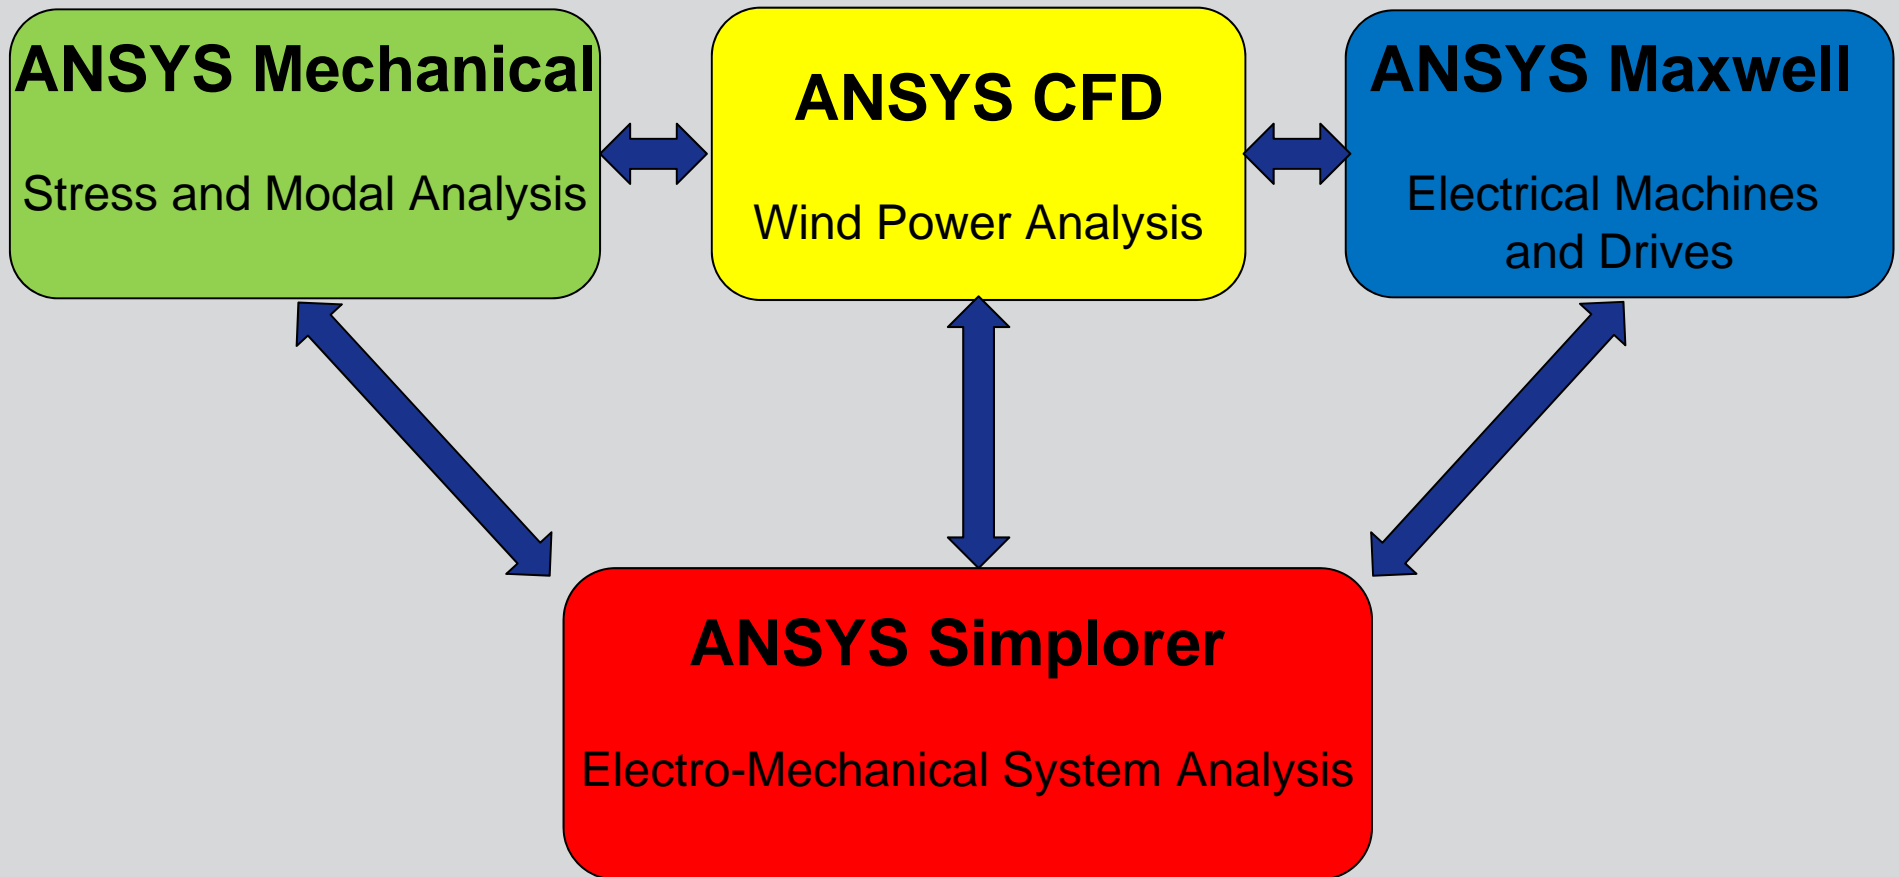 ANSYS Mechanical
Stress and Modal Analysis
ANSYS CFD
Wind Power Analysis
ANSYS Maxwell
Electrical Machines
and Drives
ANSYS Simplorer
Electro-Mechanical System Analysis